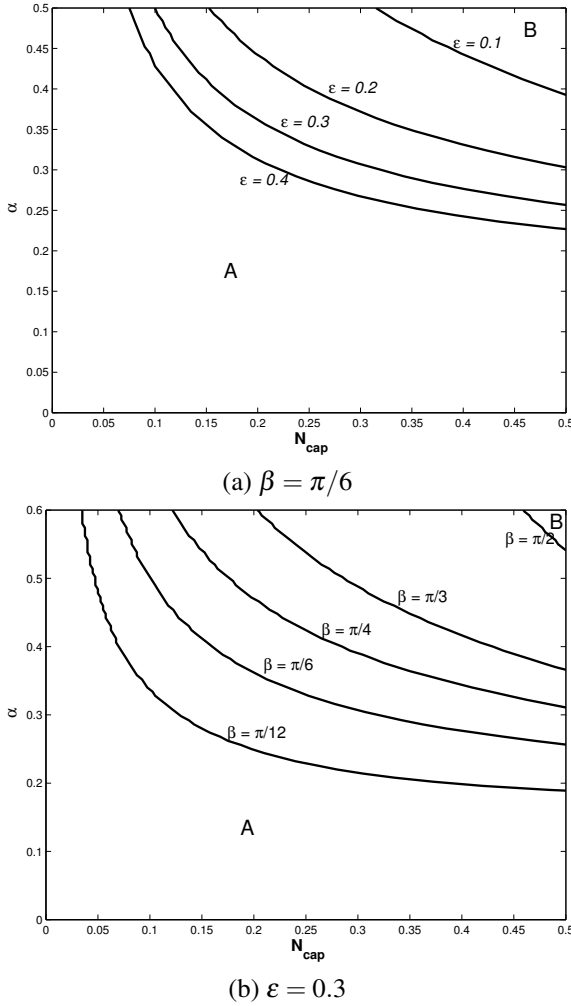 0.5
0.45
0.4
0.35
0.3
0.25
0.2
0.15
0.1
0.05
0
α
B
ε = 0.1
ε = 0.2
ε = 0.3
ε = 0.4
A
0 0.05 0.1 0.15 0.2 0.25 0.3 0.35 0.4 0.45 0.5
N_cap
(a) β = π/6
0.6
0.5
0.4
0.3
0.2
0.1
0
α
B
β = π/2
β = π/3
β = π/4
β = π/6
β = π/12
A
0 0.05 0.1 0.15 0.2 0.25 0.3 0.35 0.4 0.45 0.5
N_cap
(b) ε = 0.3